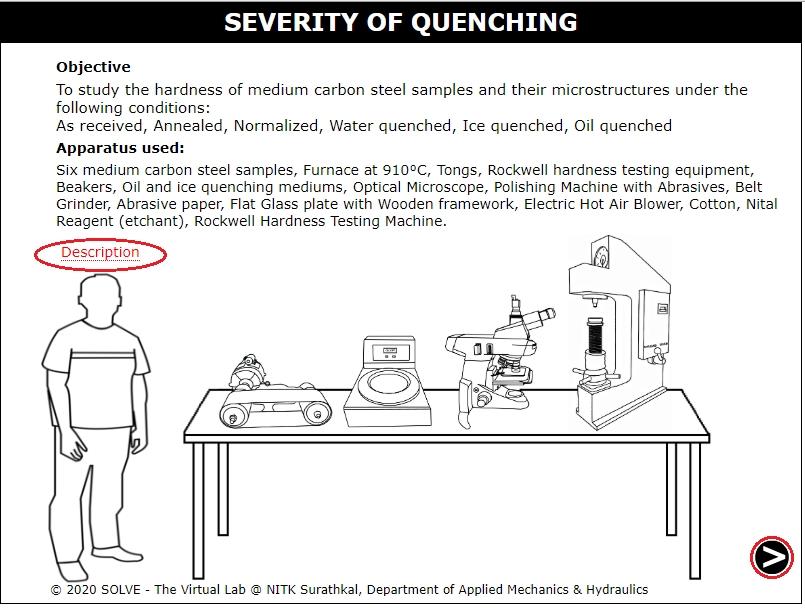 SEVERITY OF QUENCHING
Objective
To study the hardness of medium carbon steel samples and their microstructures under the
following conditions:
As received, Annealed, Normalized, Water quenched, Ice quenched, Oil quenched
Apparatus used:
Six medium carbon steel samples, Furnace at 910ºC, Tongs, Rockwell hardness testing equipment,
Beakers, Oil and ice quenching mediums, Optical Microscope, Polishing Machine with Abrasives, Belt
Grinder, Abrasive paper, Flat Glass plate with Wooden framework, Electric Hot Air Blower, Cotton, Nital
Reagent (etchant), Rockwell Hardness Testing Machine.
Description
© 2020 SOLVE - The Virtual Lab @ NITK Surathkal, Department of Applied Mechanics & Hydraulics